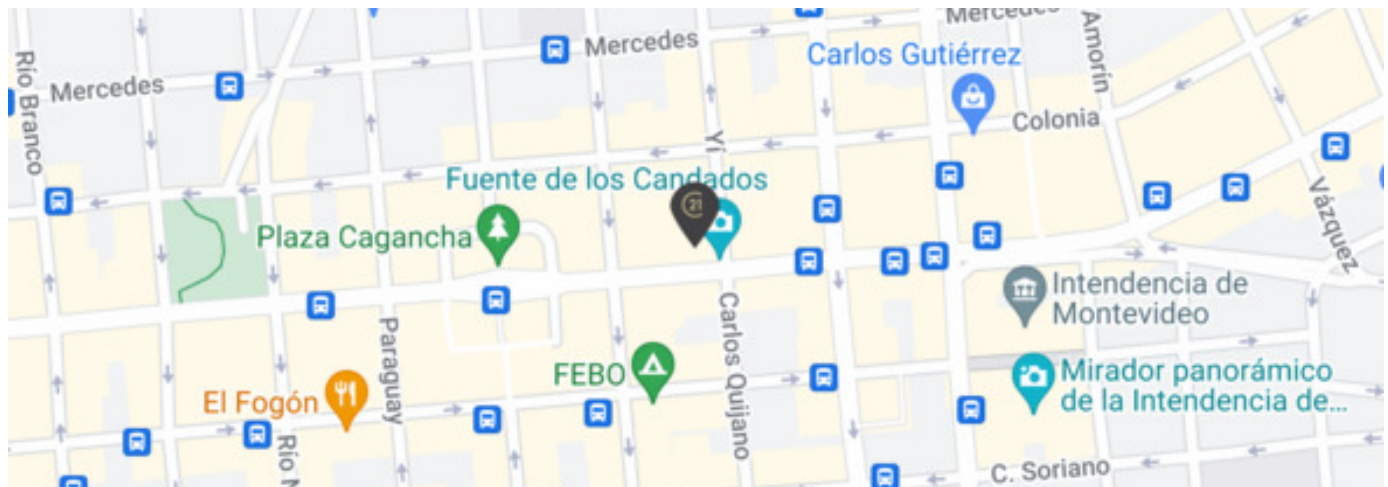 Mercedes
Amorín
Mercedes
Carlos Gutiérrez
Río Branco
Mercedes
Colonia
Yí
Fuente de los Candados
21
Vázquez
Plaza Cagancha
Intendencia de
Montevideo
Paraguay
Carlos Quijano
FEBO
Mirador panorámico
de la Intendencia de...
El Fogón
Río N
C. Soriano